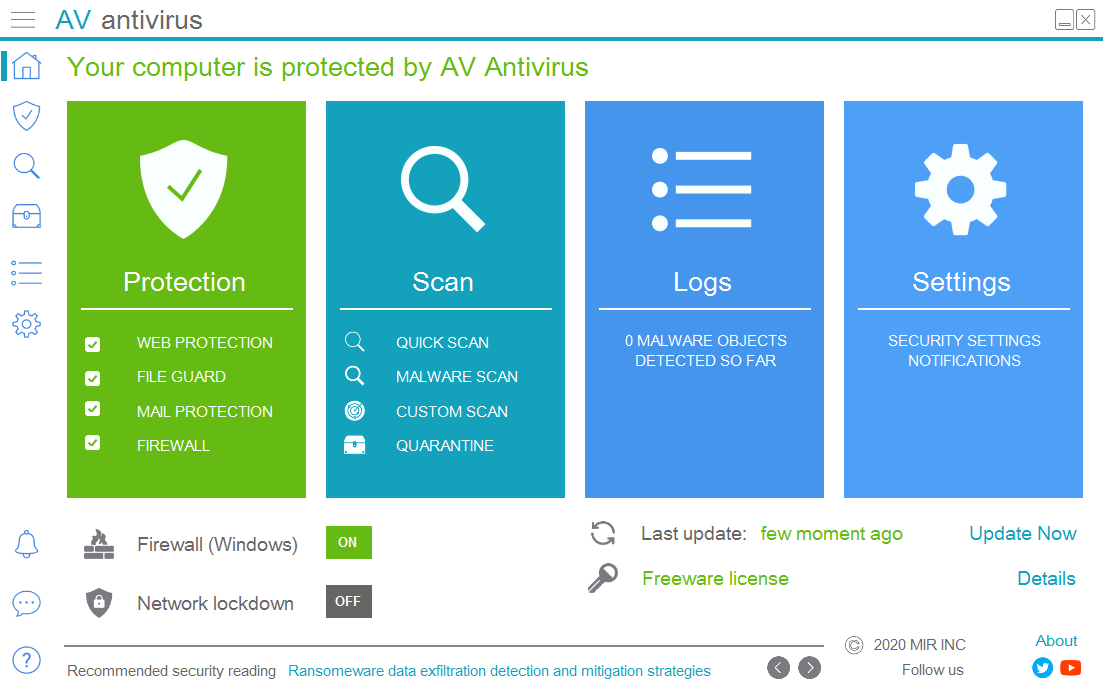 AV antivirus
Your computer is protected by AV Antivirus
Protection
WEB PROTECTION
FILE GUARD
MAIL PROTECTION
FIREWALL
Scan
QUICK SCAN
MALWARE SCAN
CUSTOM SCAN
QUARANTINE
Logs
0 MALWARE OBJECTS
DETECTED SO FAR
Settings
SECURITY SETTINGS
NOTIFICATIONS
Firewall (Windows) ON
Network lockdown OFF
Last update: few moment ago Update Now
Freeware license Details
Recommended security reading Ransomeware data exfiltration detection and mitigation strategies
© 2020 MIR INC About
Follow us